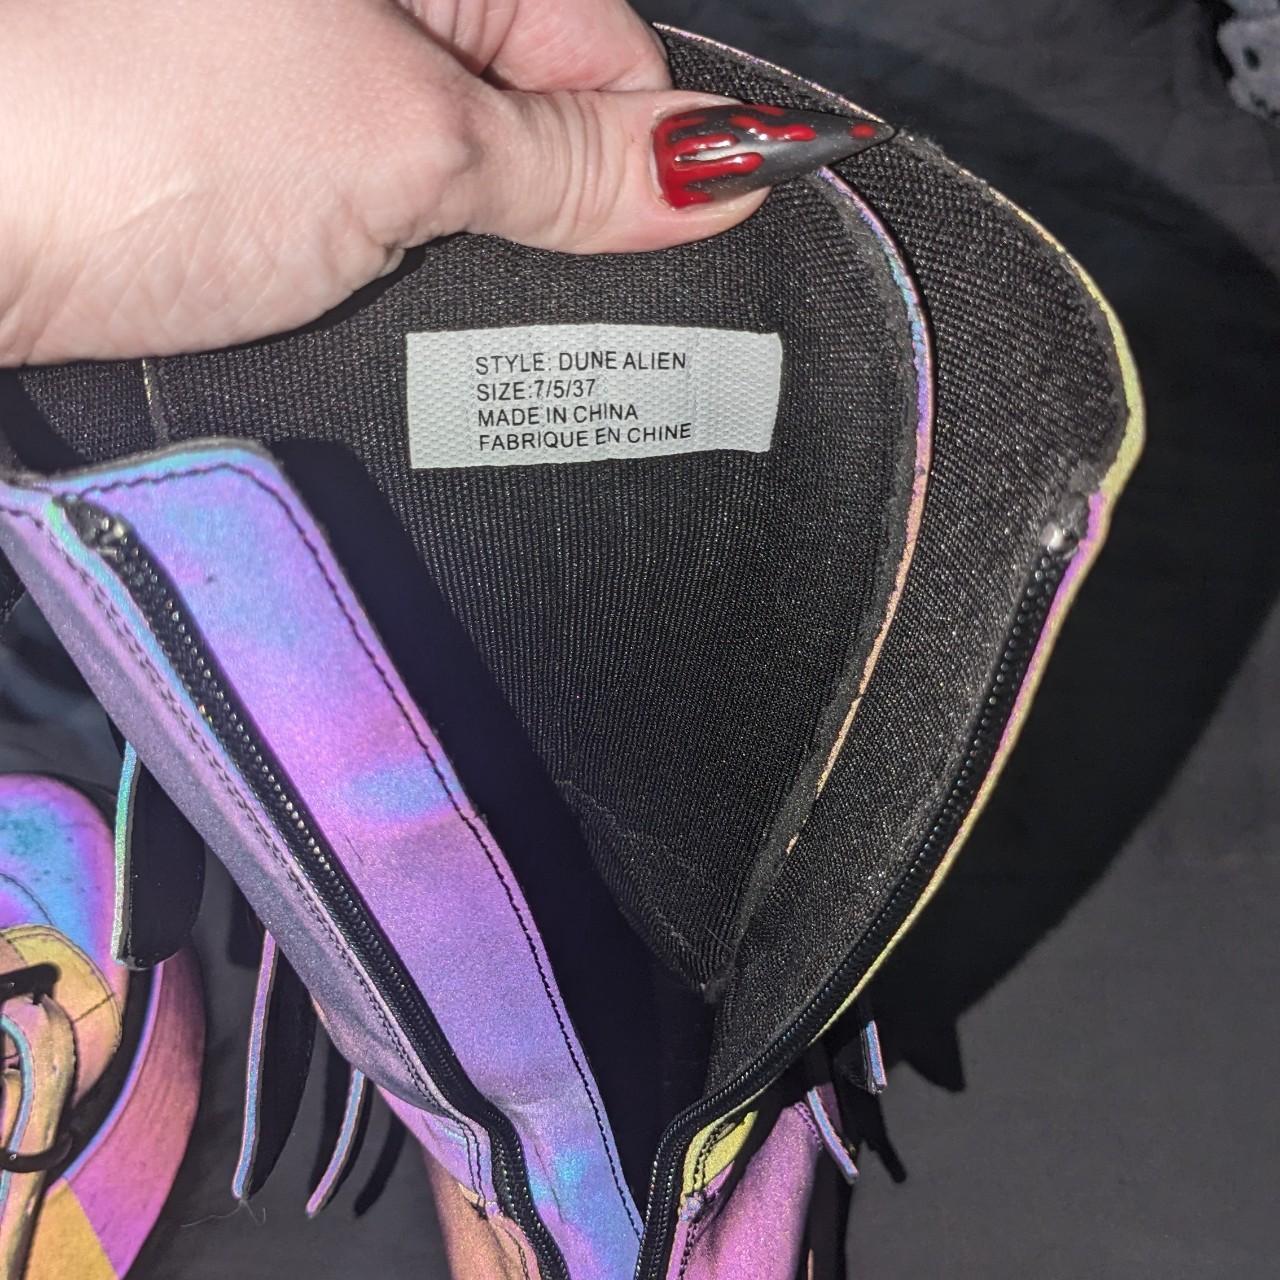 STYLE: DUNE ALIEN
SIZE:7/5/37
MADE IN CHINA
FABRIQUE EN CHINE